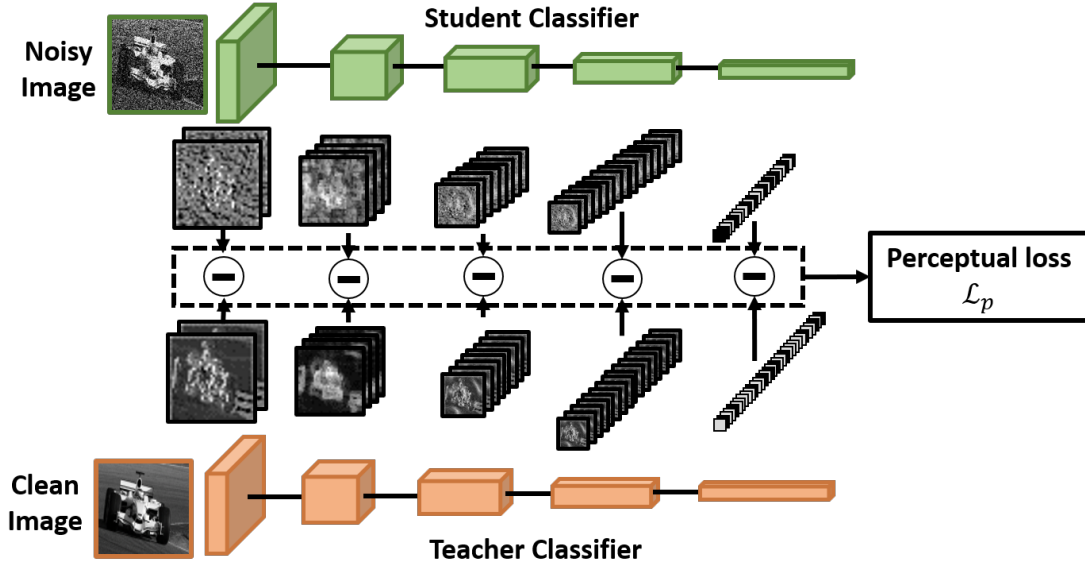 Student Classifier
Noisy
Image
Perceptual loss
ℒ𝑝
Clean
Image
Teacher Classifier